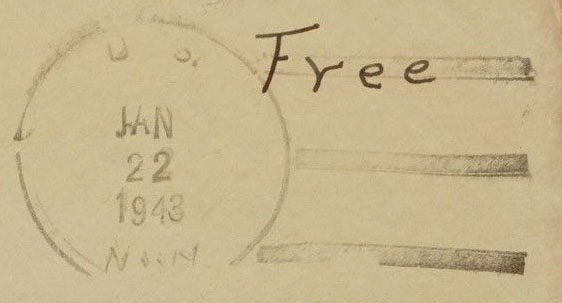 Free
U. S.
JAN
22
1943